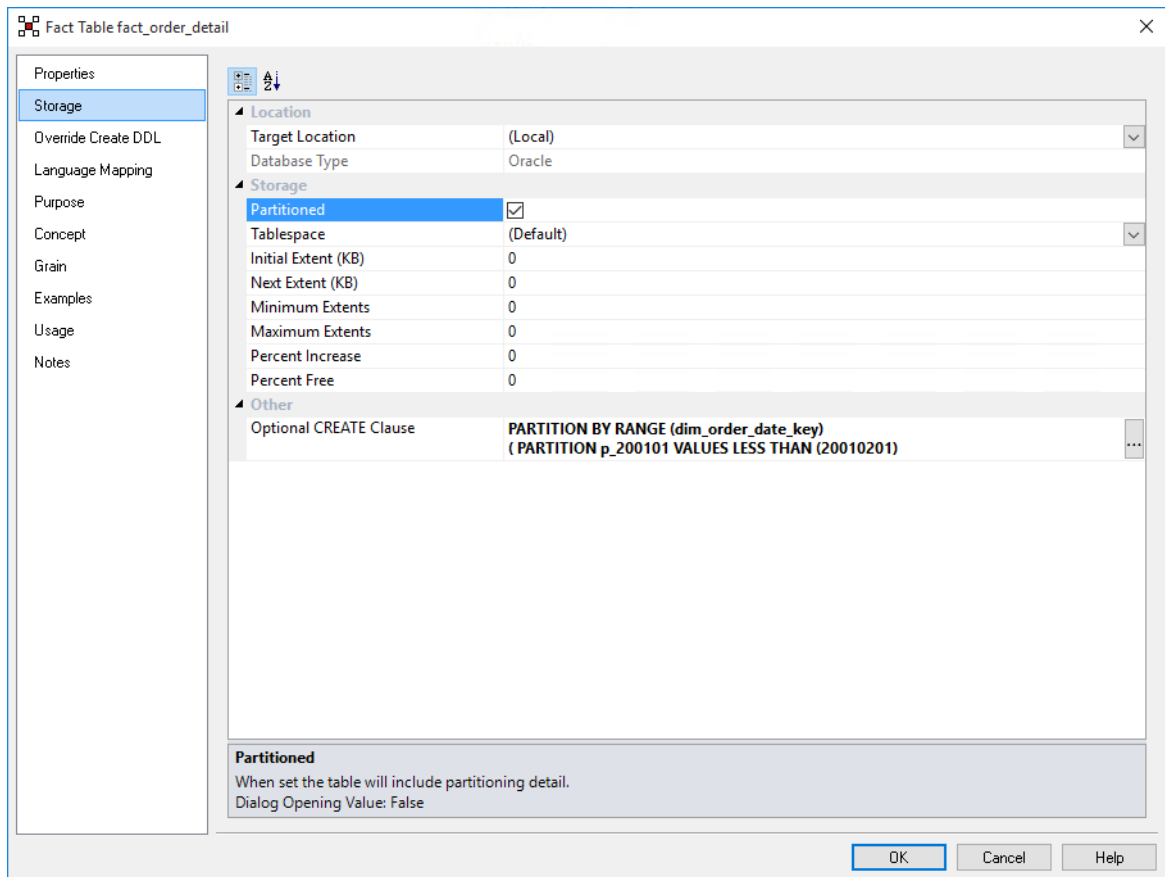 Fact Table fact_order_detail
Properties
Storage
Override Create DDL
Language Mapping
Purpose
Concept
Grain
Examples
Usage
Notes
Location
Target Location (Local)
Database Type Oracle
Storage
Partitioned
Tablespace (Default)
Initial Extent (KB) 0
Next Extent (KB) 0
Minimum Extents 0
Maximum Extents 0
Percent Increase 0
Percent Free 0
Other
Optional CREATE Clause PARTITION BY RANGE (dim_order_date_key)
( PARTITION p_200101 VALUES LESS THAN (20010201)
...
Partitioned
When set the table will include partitioning detail.
Dialog Opening Value: False
OK Cancel Help